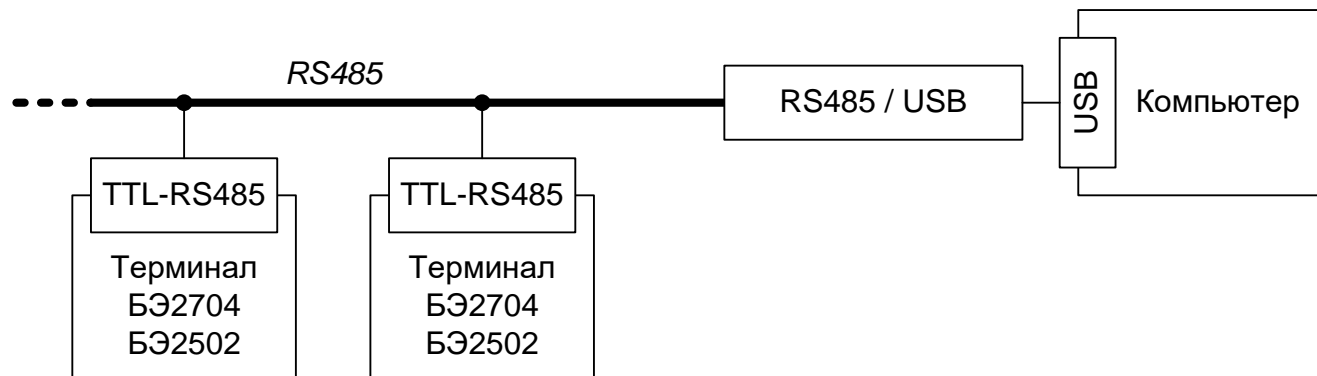 RS485
RS485 / USB
USB
Компьютер
TTL-RS485
TTL-RS485
Терминал
БЭ2704
БЭ2502
Терминал
БЭ2704
БЭ2502